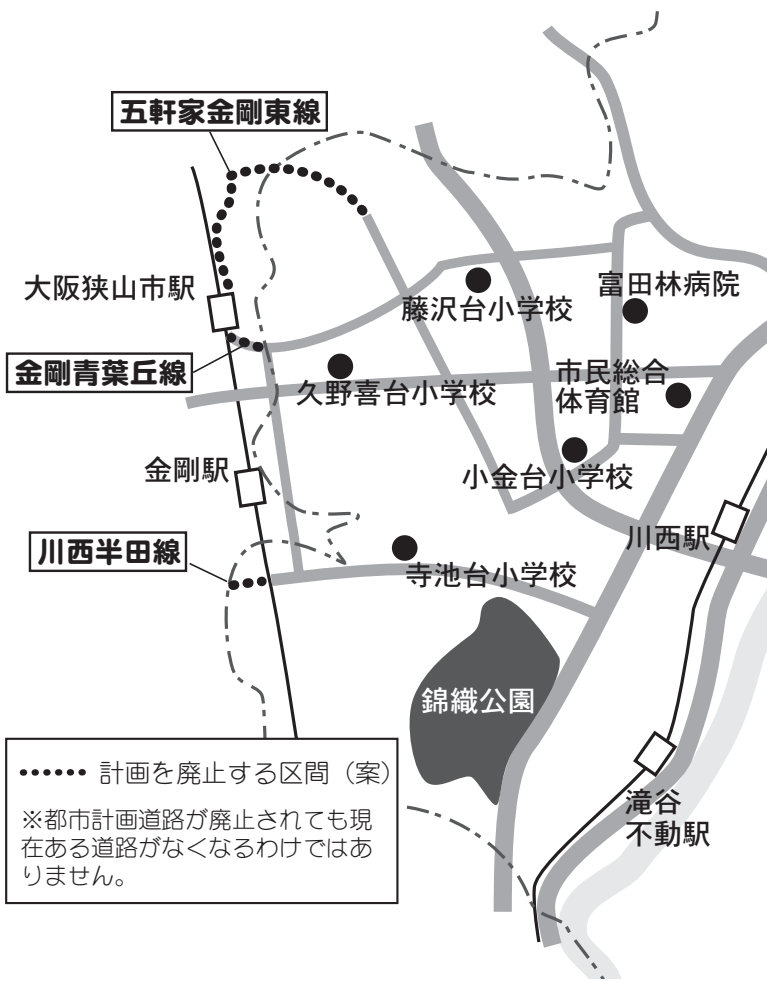 五軒家金剛東線
大阪狭山市駅
藤沢台小学校
富田林病院
金剛青葉丘線
久野喜台小学校
市民総合
体育館
金剛駅
小金台小学校
川西駅
川西半田線
寺池台小学校
錦織公園
計画を廃止する区間（案）
※都市計画道路が廃止されても現
在ある道路がなくなるわけではあ
りません。
滝谷
不動駅